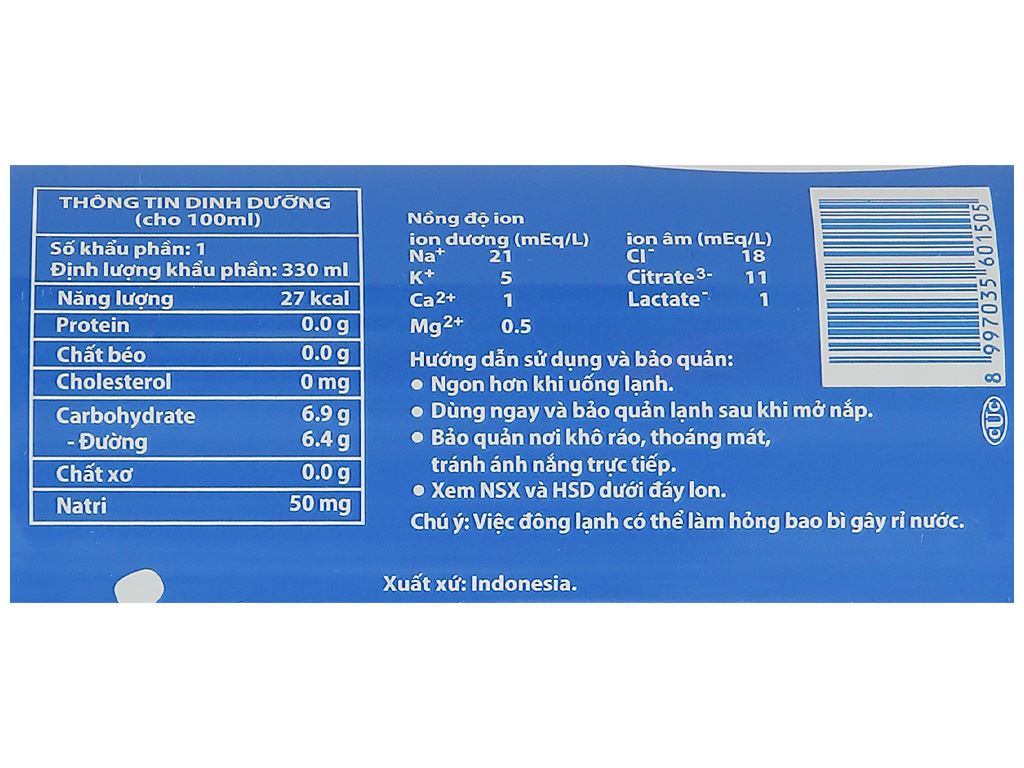 THÔNG TIN DINH DƯỠNG
(cho 100ml)
Số khẩu phần: 1
Định lượng khẩu phần: 330 ml
Năng lượng 27 kcal
Protein 0.0 g
Chất béo 0.0 g
Cholesterol 0 mg
Carbohydrate 6.9 g
- Đường 6.4 g
Chất xơ 0.0 g
Natri 50 mg
Nồng độ ion
ion dương (mEq/L) ion âm (mEq/L)
Na+ 21 Cl- 18
K+ 5 Citrate3- 11
Ca2+ 1 Lactate- 1
Mg2+ 0.5
Hướng dẫn sử dụng và bảo quản:
● Ngon hơn khi uống lạnh.
● Dùng ngay và bảo quản lạnh sau khi mở nắp.
● Bảo quản nơi khô ráo, thoáng mát,
tránh ánh nắng trực tiếp.
● Xem NSX và HSD dưới đáy lon.
Chú ý: Việc đông lạnh có thể làm hỏng bao bì gây rỉ nước.
Xuất xứ: Indonesia.
8 997035 601505
CUC